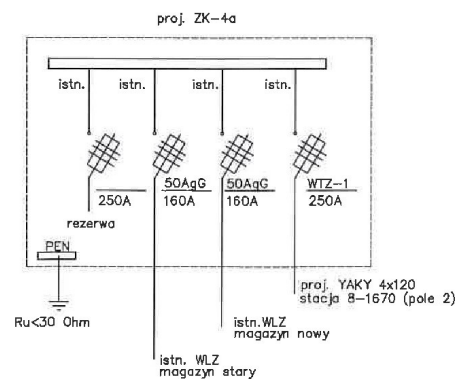 proj. ZK-4a
istn. istn. istn. istn.
50AgG 50AgG WTZ-1
250A 160A 160A 250A
rezerwa
PEN
proj. YAKY 4x120
stacja 8-1670 (pole 2)
Ru<30 Ohm
istn.WLZ
magazyn nowy
istn. WLZ
magazyn stary